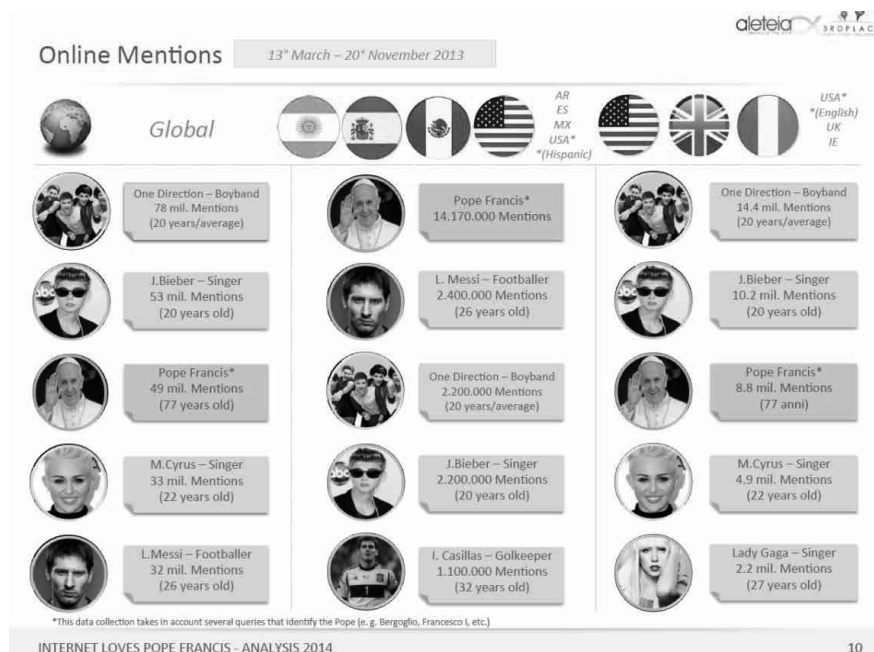 aleteia
3RDPLACE
Online Mentions
13° March – 20° November 2013
Global
AR
ES
MX
USA*
*(Hispanic)
USA*
*(English)
UK
IE
One Direction – Boyband
78 mil. Mentions
(20 years/average)
J.Bieber – Singer
53 mil. Mentions
(20 years old)
Pope Francis*
49 mil. Mentions
(77 years old)
M.Cyrus – Singer
33 mil. Mentions
(22 years old)
L.Messi – Footballer
32 mil. Mentions
(26 years old)
Pope Francis*
14.170.000 Mentions
L. Messi – Footballer
2.400.000 Mentions
(26 years old)
One Direction – Boyband
2.200.000 Mentions
(20 years/average)
J.Bieber – Singer
2.200.000 Mentions
(20 years old)
I. Casillas – Golkeeper
1.100.000 Mentions
(32 years old)
One Direction – Boyband
14.4 mil. Mentions
(20 years/average)
J.Bieber – Singer
10.2 mil. Mentions
(20 years old)
Pope Francis*
8.8 mil. Mentions
(77 anni)
M.Cyrus – Singer
4.9 mil. Mentions
(22 years old)
Lady Gaga – Singer
2.2 mil. Mentions
(27 years old)
*This data collection takes in account several queries that identify the Pope (e. g. Bergoglio, Francesco I, etc.)
INTERNET LOVES POPE FRANCIS - ANALYSIS 2014
10